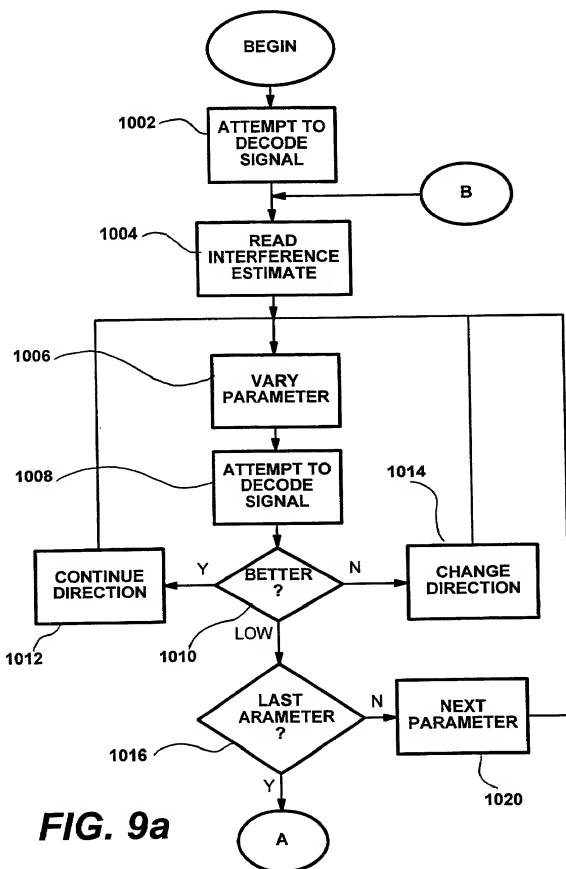 BEGIN
1002
ATTEMPT TO
DECODE
SIGNAL
B
1004
READ
INTERFERENCE
ESTIMATE
1006
VARY
PARAMETER
1008
ATTEMPT TO
DECODE
SIGNAL
1014
CONTINUE
DIRECTION
Y
BETTER
?
N
CHANGE
DIRECTION
1012
1010
LOW
LAST
ARAMETER
?
N
NEXT
PARAMETER
1016
Y
1020
FIG. 9a
A